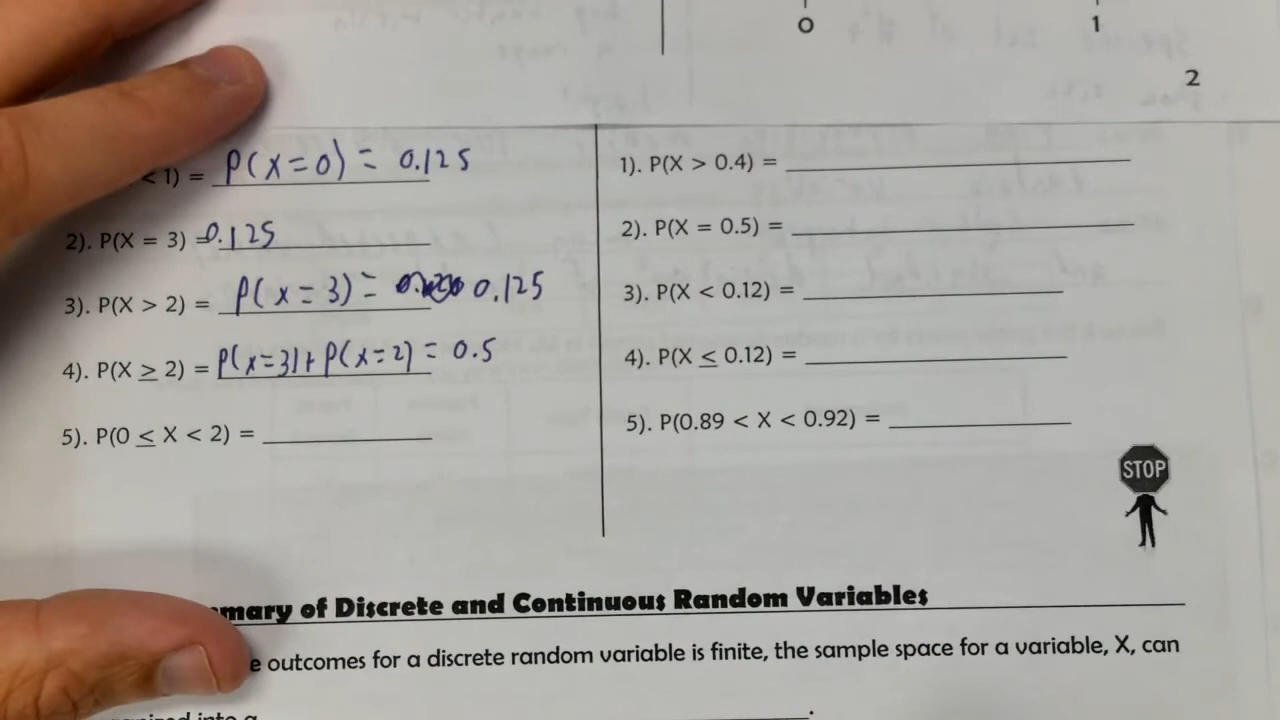 0 1
2
< 1) = P(X=0) = 0.125
2). P(X = 3) = 0.125
3). P(X > 2) = P(X=3) = 0.125
4). P(X ≥ 2) = P(X=3)+P(X=2) = 0.5
5). P(0 ≤ X < 2) =
1). P(X > 0.4) =
2). P(X = 0.5) =
3). P(X < 0.12) =
4). P(X ≤ 0.12) =
5). P(0.89 < X < 0.92) =
STOP
mary of Discrete and Continuous Random Variables
e outcomes for a discrete random variable is finite, the sample space for a variable, X, can
into a .